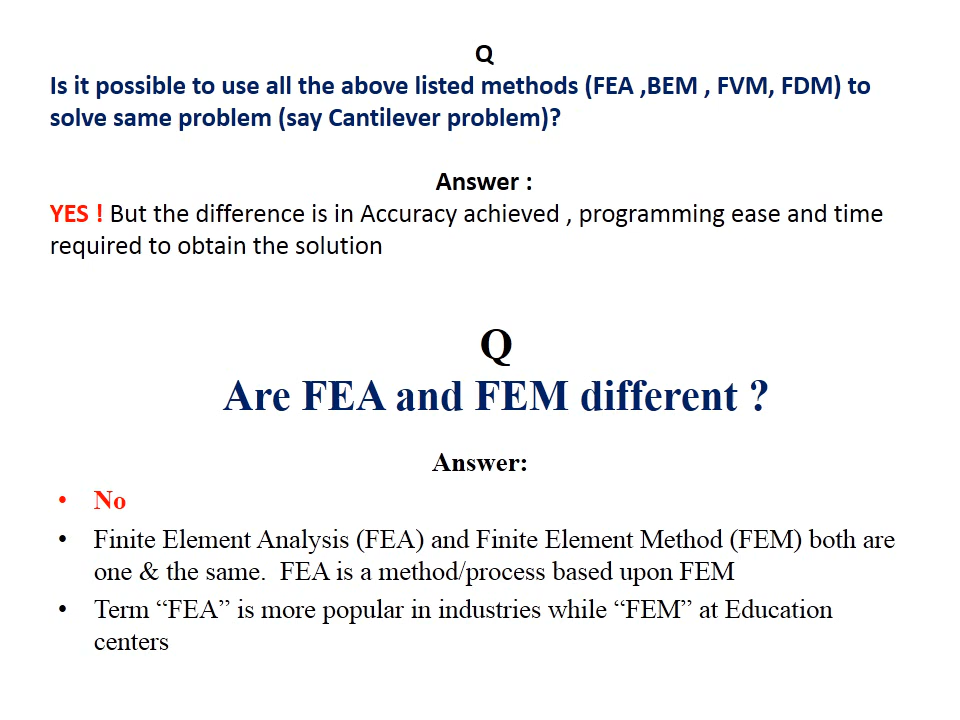 Q
Is it possible to use all the above listed methods (FEA ,BEM , FVM, FDM) to
solve same problem (say Cantilever problem)?
Answer :
YES ! But the difference is in Accuracy achieved , programming ease and time
required to obtain the solution
Q
Are FEA and FEM different ?
Answer:
• No
• Finite Element Analysis (FEA) and Finite Element Method (FEM) both are
one & the same.  FEA is a method/process based upon FEM
• Term “FEA” is more popular in industries while “FEM” at Education
centers